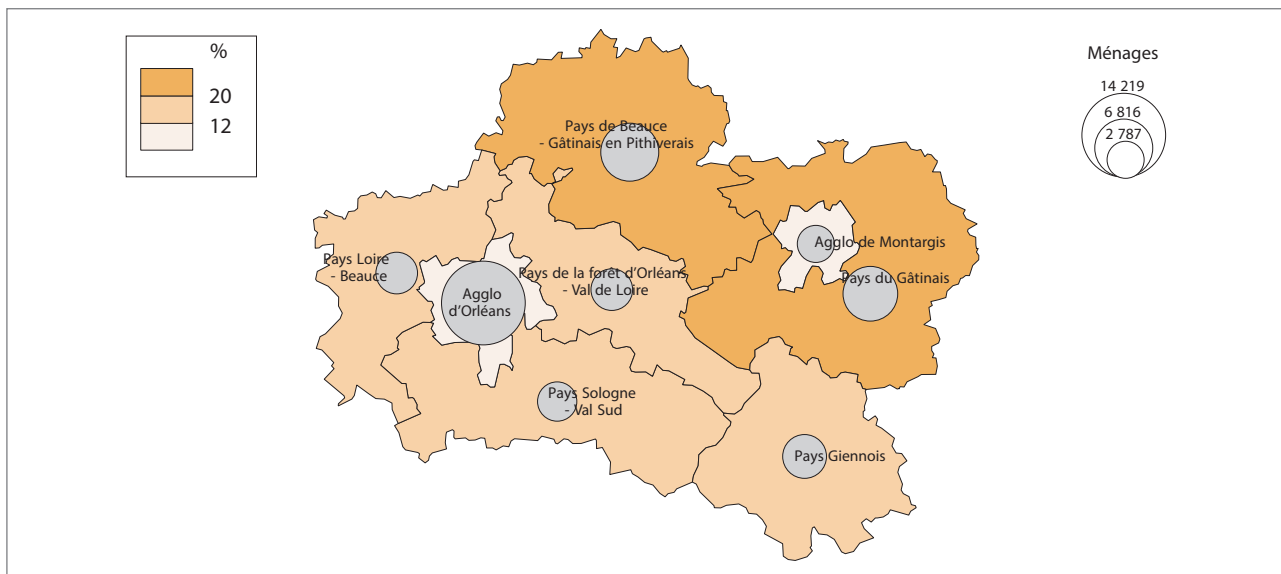 %
20
12
Ménages
14 219
6 816
2 787
Pays de Beauce
- Gâtinais en Pithiverais
Agglo de Montargis
Pays du Gâtinais
Pays Loire
- Beauce
Agglo
d'Orléans
Pays de la forêt d'Orléans
- Val de Loire
Pays Sologne
- Val Sud
Pays Giennois